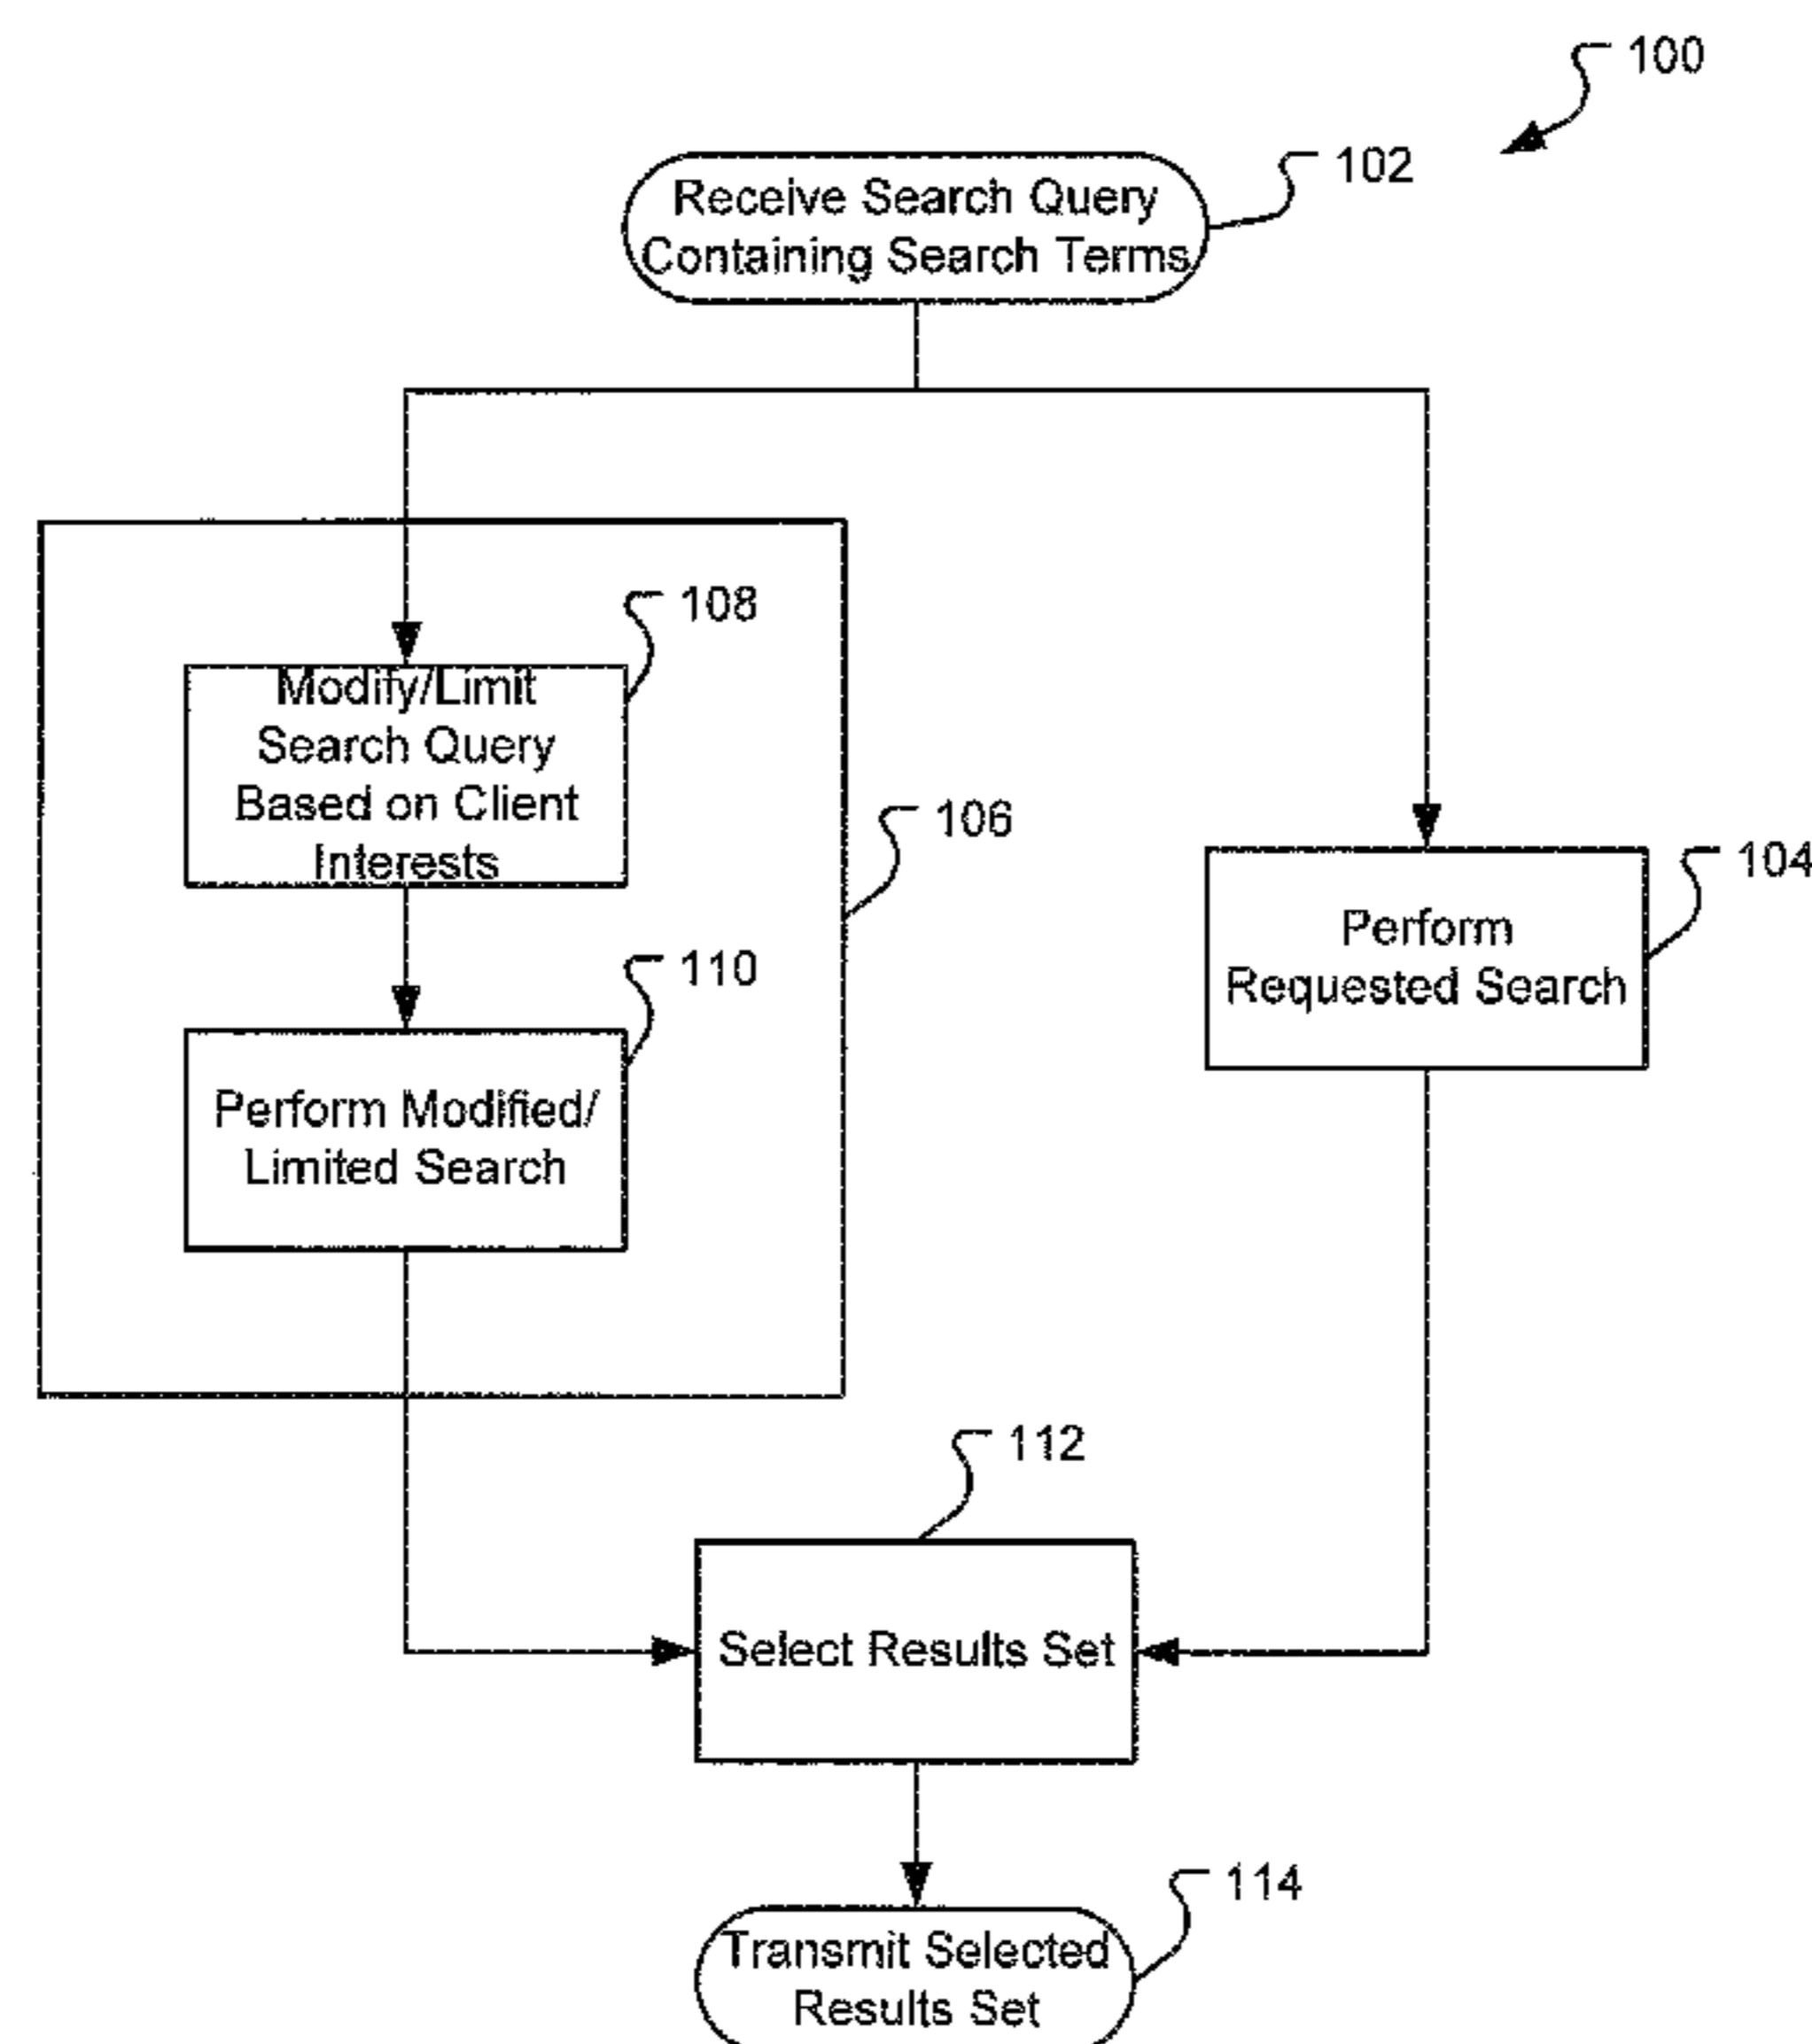 100
102
Receive Search Query
Containing Search Terms
108
Modify/Limit
Search Query
Based on Client
Interests
106
104
Perform
Requested Search
110
Perform Modified/
Limited Search
112
Select Results Set
114
Transmit Selected
Results Set